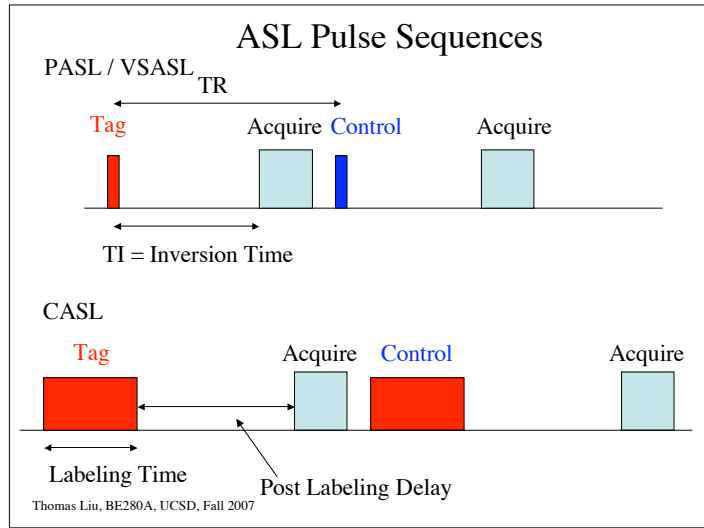 ASL Pulse Sequences
PASL / VSASL
TR
Tag
Acquire
Control
Acquire
TI = Inversion Time
CASL
Tag
Acquire
Control
Acquire
Labeling Time
Post Labeling Delay
Thomas Liu, BE280A, UCSD, Fall 2007